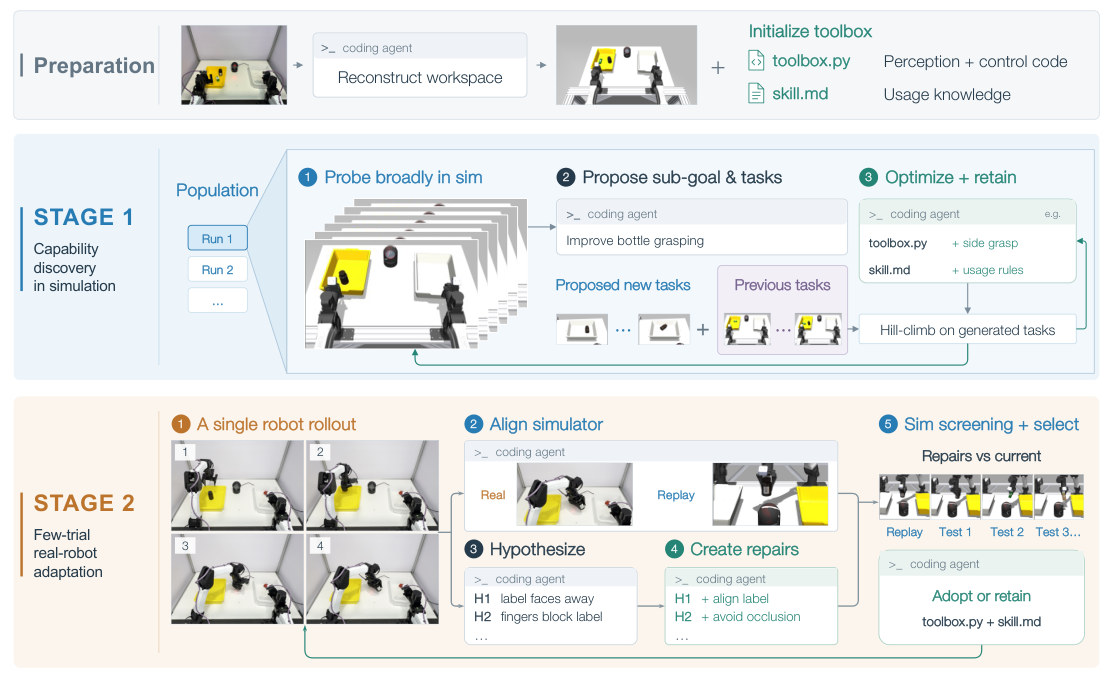 Preparation
>_ coding agent
Reconstruct workspace
+
Initialize toolbox
toolbox.py
Perception + control code
skill.md
Usage knowledge
STAGE 1
Capability
discovery
in simulation
Population
Run 1
Run 2
...
1 Probe broadly in sim
2 Propose sub-goal & tasks
>_ coding agent
Improve bottle grasping
Proposed new tasks
...
+
Previous tasks
...
3 Optimize + retain
>_ coding agent e.g.
toolbox.py + side grasp
skill.md + usage rules
Hill-climb on generated tasks
STAGE 2
Few-trial
real-robot
adaptation
1 A single robot rollout
1
2
3
4
2 Align simulator
>_ coding agent
Real
Replay
3 Hypothesize
>_ coding agent
H1 label faces away
H2 fingers block label
...
4 Create repairs
>_ coding agent
H1 + align label
H2 + avoid occlusion
...
5 Sim screening + select
Repairs vs current
Replay Test 1 Test 2 Test 3...
>_ coding agent
Adopt or retain
toolbox.py + skill.md